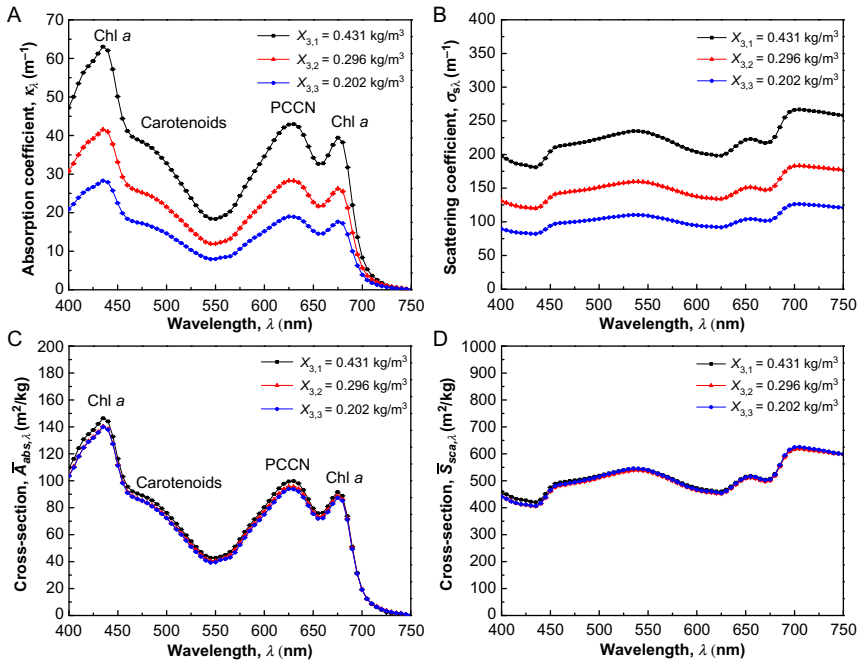 A
Absorption coefficient, κλ (m⁻¹)
70
60
50
40
30
20
10
0
Chl a
Carotenoids
PCCN
Chl a
X3,1 = 0.431 kg/m³
X3,2 = 0.296 kg/m³
X3,3 = 0.202 kg/m³
400 450 500 550 600 650 700 750
Wavelength, λ (nm)
B
Scattering coefficient, σsλ (m⁻¹)
400
350
300
250
200
150
100
50
0
X3,1 = 0.431 kg/m³
X3,2 = 0.296 kg/m³
X3,3 = 0.202 kg/m³
400 450 500 550 600 650 700 750
Wavelength, λ (nm)
C
Cross-section, A̅abs,λ (m²/kg)
200
180
160
140
120
100
80
60
40
20
0
Chl a
Carotenoids
PCCN
Chl a
X3,1 = 0.431 kg/m³
X3,2 = 0.296 kg/m³
X3,3 = 0.202 kg/m³
400 450 500 550 600 650 700 750
Wavelength, λ (nm)
D
Cross-section, S̅sca,λ (m²/kg)
1000
900
800
700
600
500
400
300
200
100
0
X3,1 = 0.431 kg/m³
X3,2 = 0.296 kg/m³
X3,3 = 0.202 kg/m³
400 450 500 550 600 650 700 750
Wavelength, λ (nm)